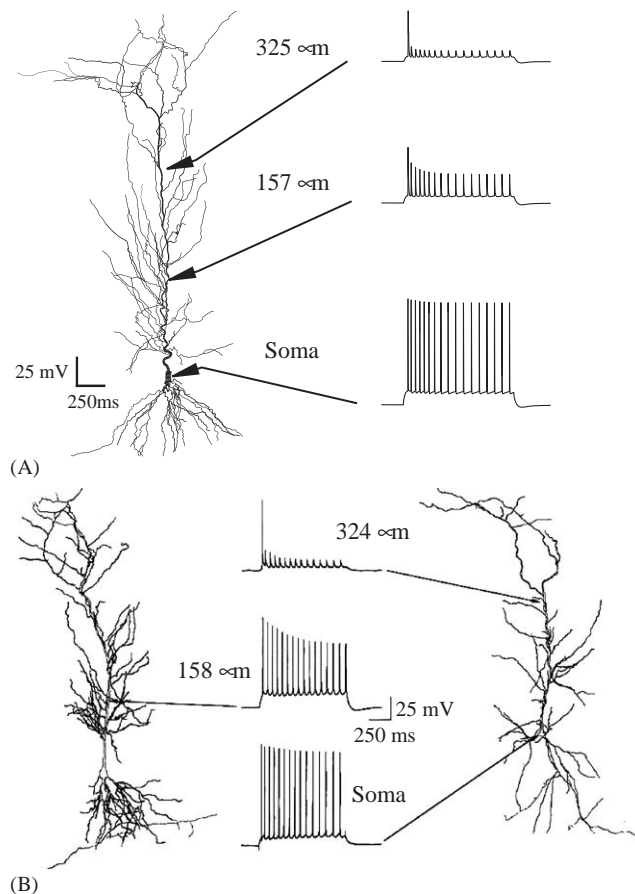 325 ∝m
157 ∝m
Soma
25 mV
250ms
(A)
324 ∝m
158 ∝m
25 mV
250 ms
Soma
(B)